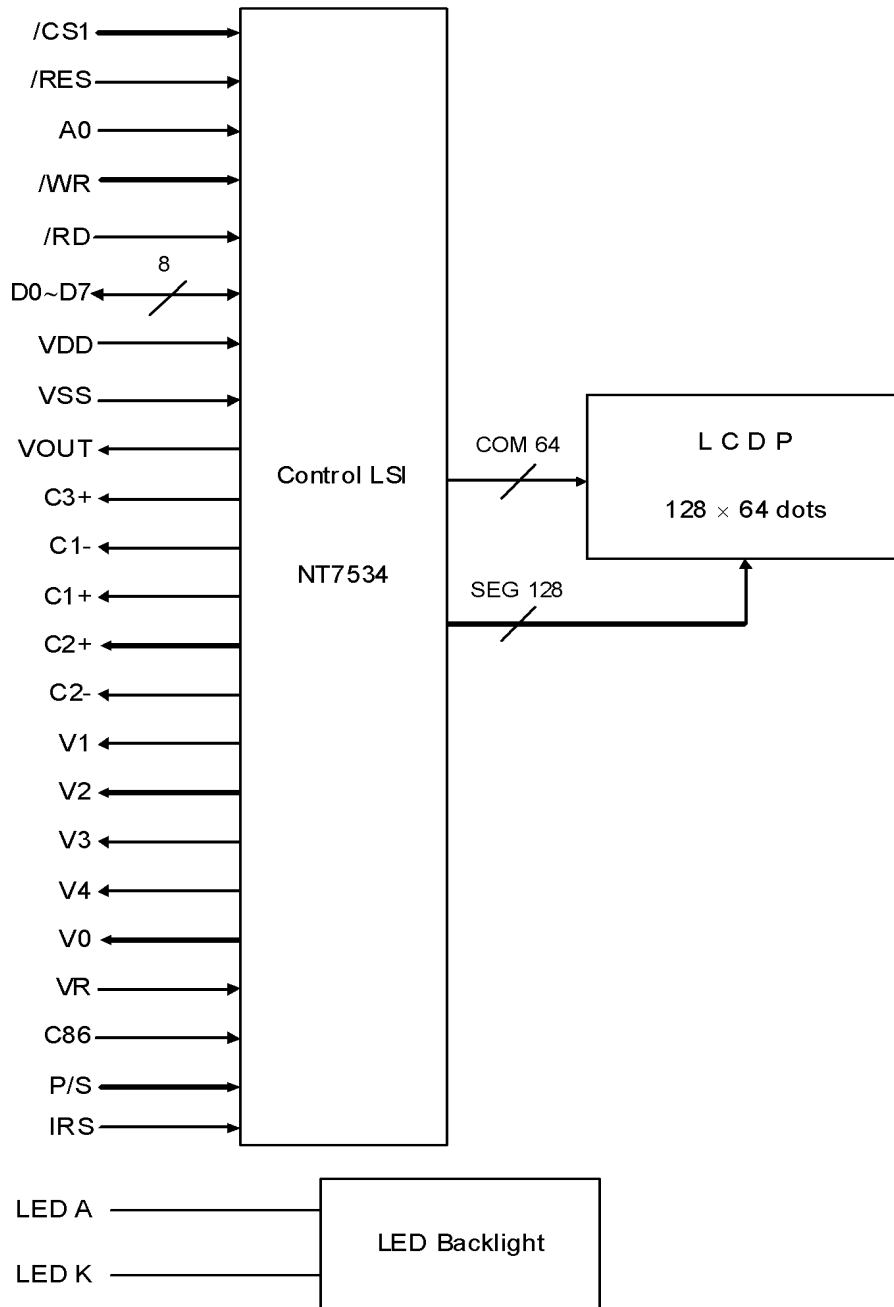 /CS1
/RES
A0
/WR
/RD
8
D0~D7
VDD
VSS
VOUT
C3+
C1-
C1+
C2+
C2-
V1
V2
V3
V4
V0
VR
C86
P/S
IRS
Control LSI
NT7534
COM 64
SEG 128
L C D P
128 × 64 dots
LED A
LED K
LED Backlight